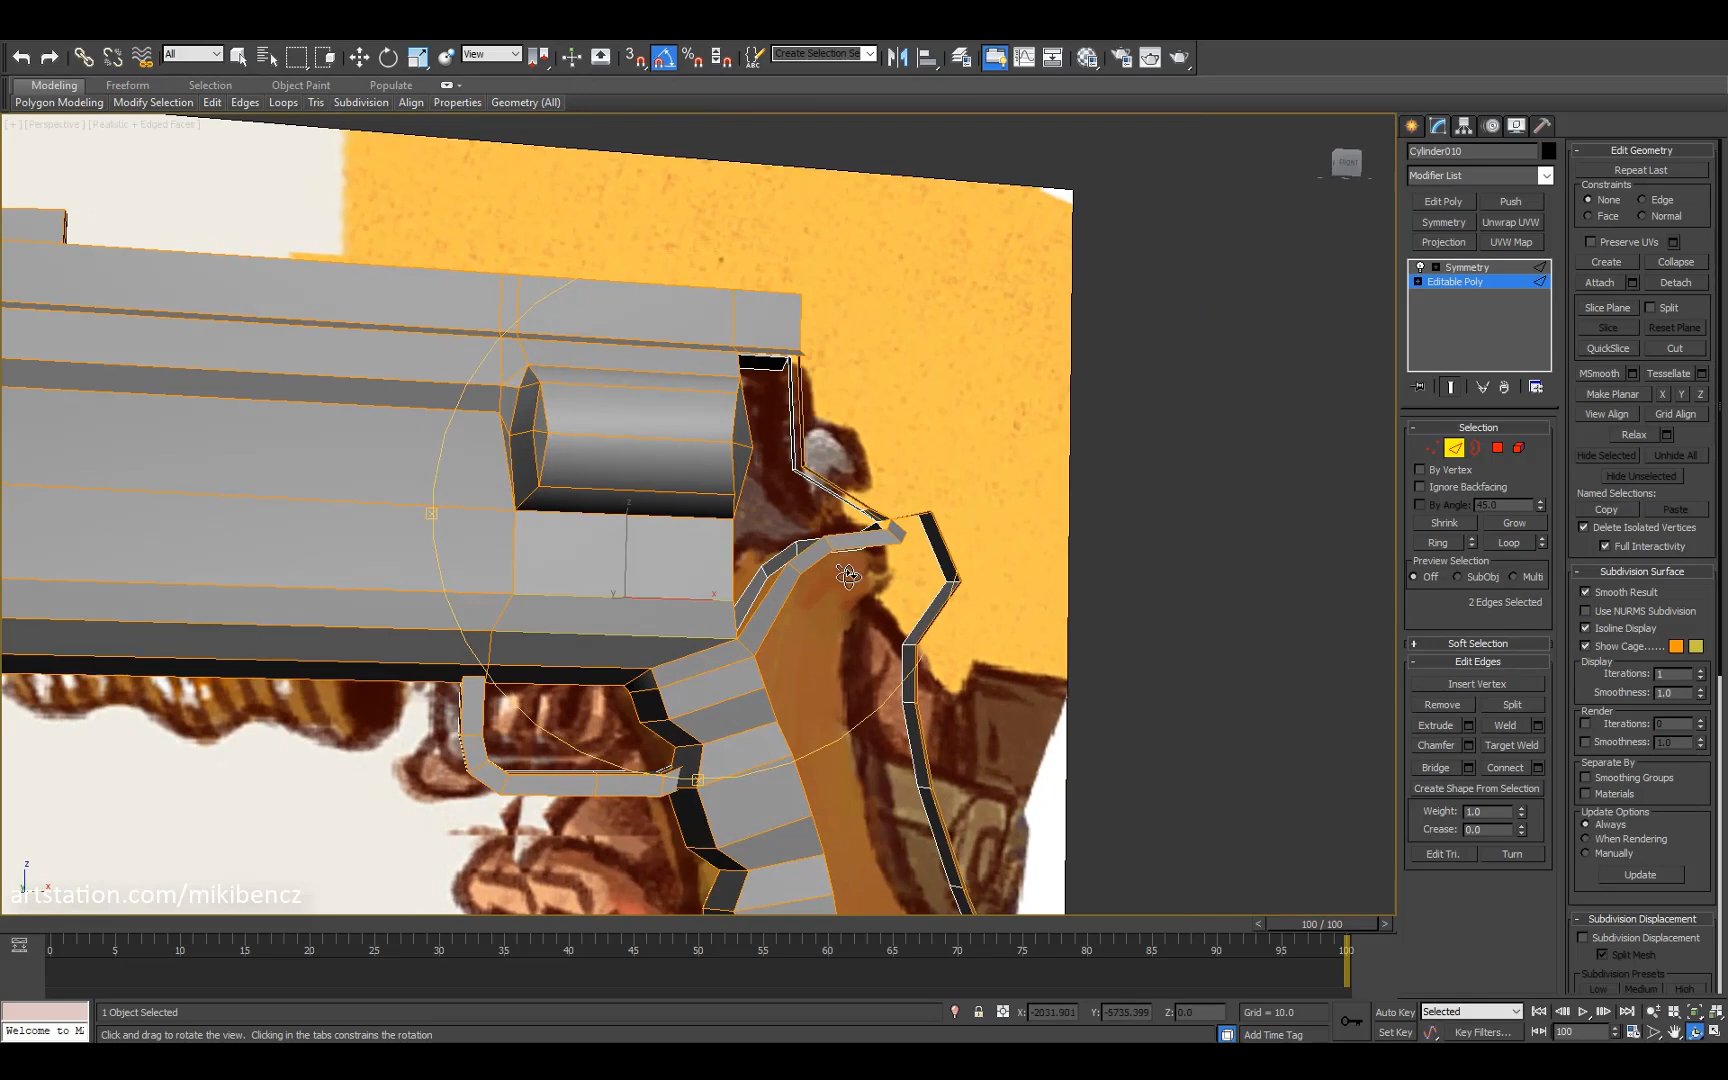 All
View
3
%
ABC
Create Selection Se
Modeling
Freeform
Selection
Object Paint
Populate
Polygon Modeling
Modify Selection
Edit
Edges
Loops
Tris
Subdivision
Align
Properties
Geometry (All)
[+] [Perspective] [Realistic + Edged Faces]
FRONT
z
y
x
z
x
artstation.com/mikibencz
Cylinder010
Modifier List
Edit Poly
Push
Symmetry
Unwrap UVW
Projection
UVW Map
Symmetry
Editable Poly
Selection
By Vertex
Ignore Backfacing
By Angle: 45.0
Shrink
Grow
Ring
Loop
Preview Selection
Off
SubObj
Multi
2 Edges Selected
Soft Selection
Edit Edges
Insert Vertex
Remove
Split
Extrude
Weld
Chamfer
Target Weld
Bridge
Connect
Create Shape From Selection
Weight: 1.0
Crease: 0.0
Edit Tri.
Turn
Edit Geometry
Repeat Last
Constraints
None
Edge
Face
Normal
Preserve UVs
Create
Collapse
Attach
Detach
Slice Plane
Split
Slice
Reset Plane
QuickSlice
Cut
MSmooth
Tessellate
Make Planar
X
Y
Z
View Align
Grid Align
Relax
Hide Selected
Unhide All
Hide Unselected
Named Selections:
Copy
Paste
Delete Isolated Vertices
Full Interactivity
Subdivision Surface
Smooth Result
Use NURMS Subdivision
Isoline Display
Show Cage......
Display
Iterations: 1
Smoothness: 1.0
Render
Iterations: 0
Smoothness: 1.0
Separate By
Smoothing Groups
Materials
Update Options
Always
When Rendering
Manually
Update
Subdivision Displacement
Subdivision Displacement
Split Mesh
Subdivision Presets
Low
Medium
High
<
100 / 100
>
0 5 10 15 20 25 30 35 40 45 50 55 60 65 70 75 80 85 90 95 100
1 Object Selected
X: -2031.901
Y: -5735.399
Z: 0.0
Grid = 10.0
Auto Key
Selected
Welcome to M
Click and drag to rotate the view. Clicking in the tabs constrains the rotation
Add Time Tag
Set Key
Key Filters...
100